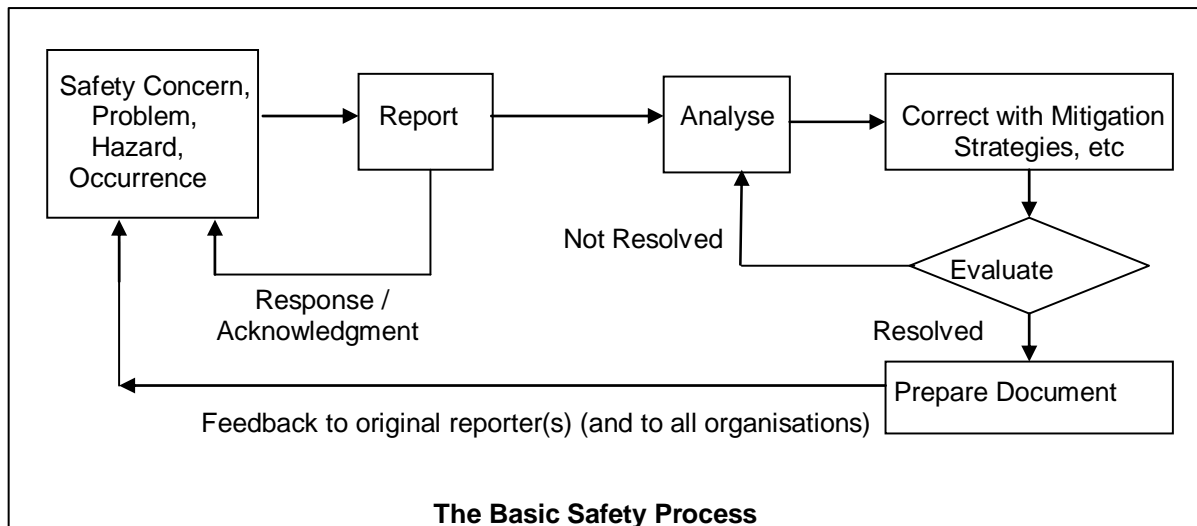 Safety Concern,
Problem,
Hazard,
Occurrence
Report
Analyse
Correct with Mitigation
Strategies, etc
Response /
Acknowledgment
Not Resolved
Evaluate
Resolved
Prepare Document
Feedback to original reporter(s) (and to all organisations)
The Basic Safety Process